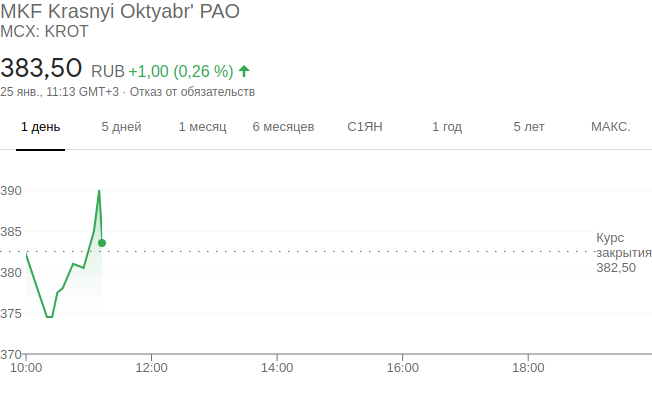 MKF Krasnyi Oktyabr' PAO
MCX: KROT
383,50 RUB +1,00 (0,26 %)
25 янв., 11:13 GMT+3 · Отказ от обязательств
1 день 5 дней 1 месяц 6 месяцев С1ЯН 1 год 5 лет МАКС.
390
385
380
375
370
Курс
закрытия
382,50
10:00 12:00 14:00 16:00 18:00